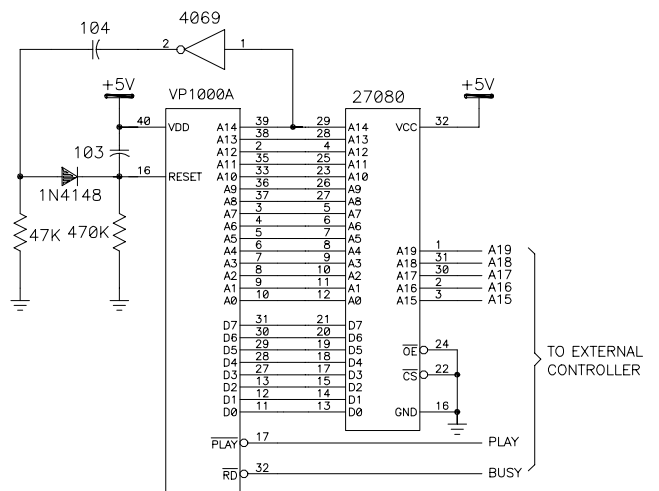 104
4069
2
1
+5V
VP1000A
27080
+5V
40
VDD
A14
39
29
A14
VCC
32
A13
38
28
A13
103
A12
2
4
A12
A11
35
25
A11
16
RESET
A10
33
23
A10
1N4148
A9
36
26
A9
A8
37
27
A8
A7
3
5
A7
47K
470K
A6
4
6
A6
A5
5
7
A5
A4
6
8
A4
A19
1
A19
A3
7
9
A3
A18
31
A18
A2
8
10
A2
A17
30
A17
A1
9
11
A1
A16
2
A16
A0
10
12
A0
A15
3
A15
D7
31
21
D7
D6
30
20
D6
D5
29
19
D5
OE
24
D4
28
18
D4
D3
27
17
D3
CS
22
D2
13
15
D2
D1
12
14
D1
D0
11
13
D0
GND
16
TO EXTERNAL
CONTROLLER
PLAY
17
PLAY
RD
32
BUSY